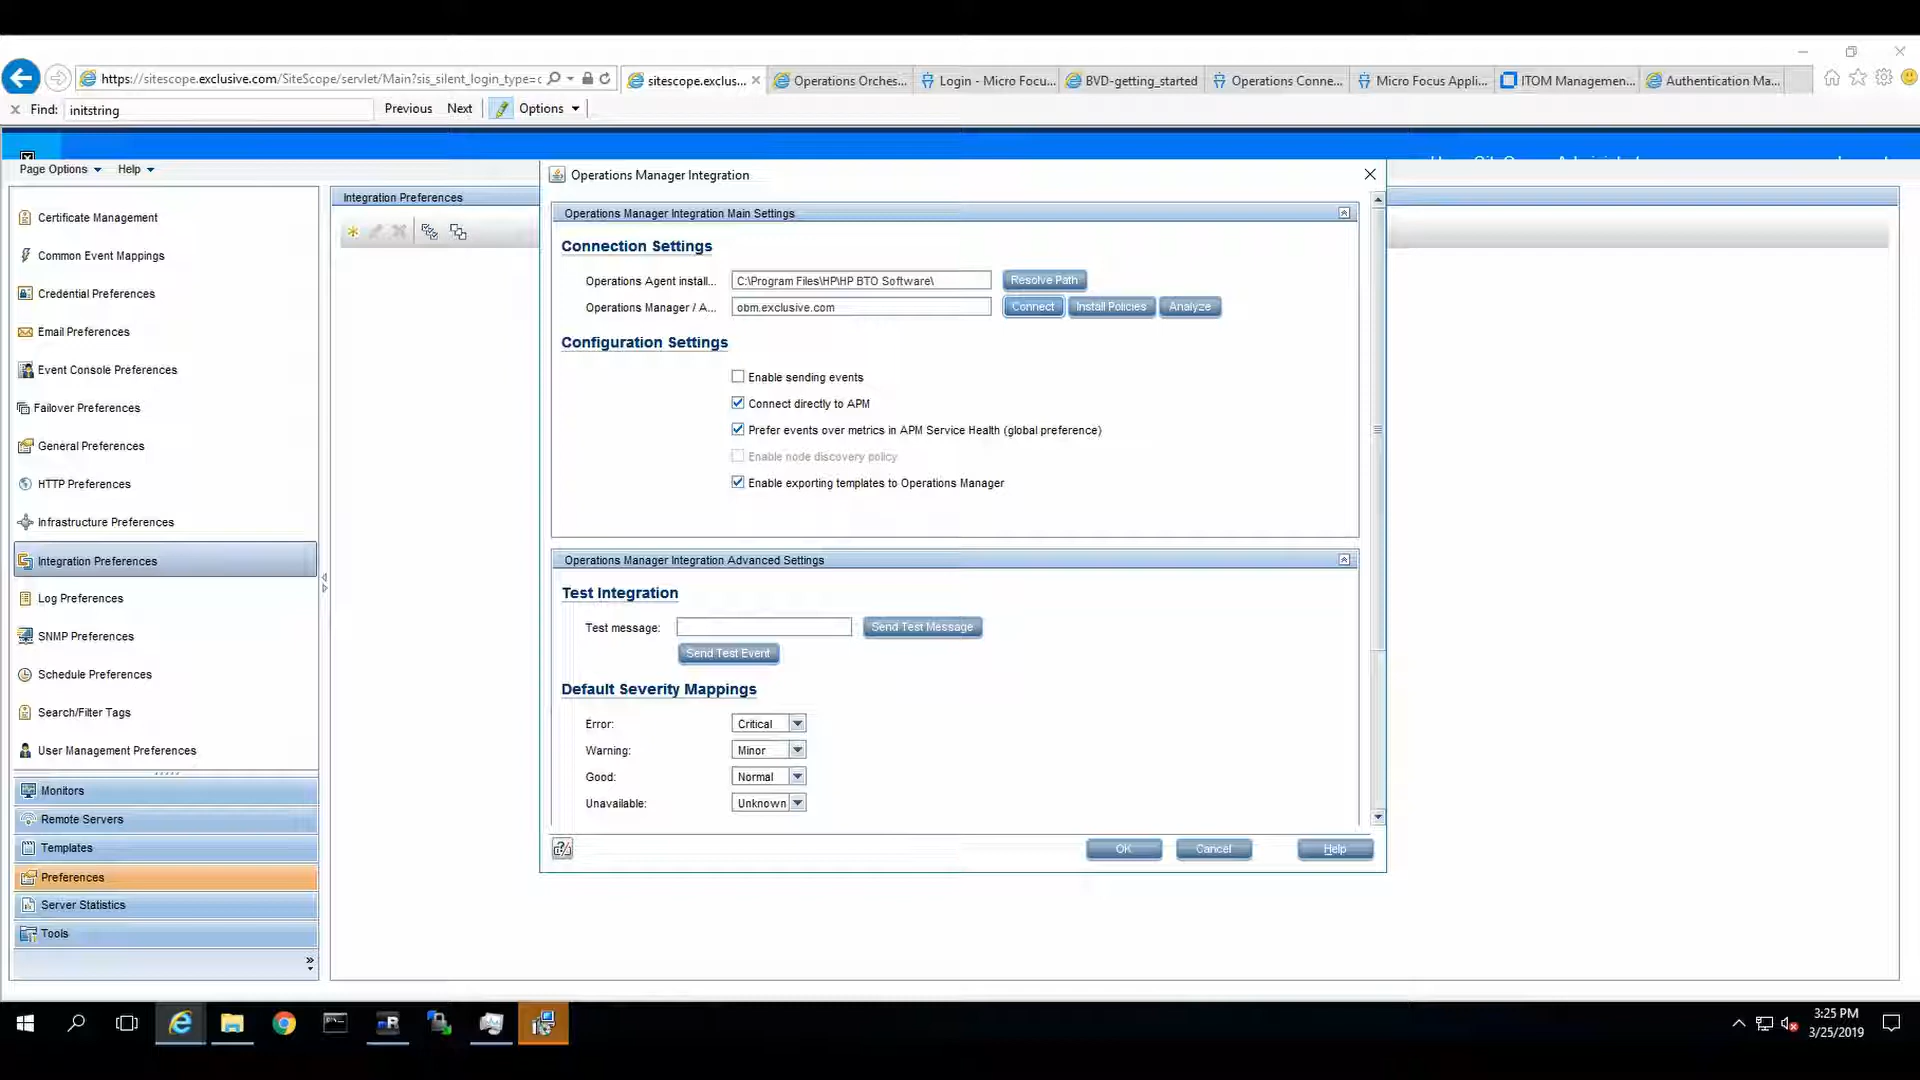 https://sitescope.exclusive.com/SiteScope/servlet/Main?sis_silent_login_type=c
sitescope.exclus...
Operations Orches...
Login - Micro Focu...
BVD-getting_started
Operations Conne...
Micro Focus Appli...
ITOM Management...
Authentication Ma...
Find: initstring Previous Next Options
Page Options Help
Certificate Management
Common Event Mappings
Credential Preferences
Email Preferences
Event Console Preferences
Failover Preferences
General Preferences
HTTP Preferences
Infrastructure Preferences
Integration Preferences
Log Preferences
SNMP Preferences
Schedule Preferences
Search/Filter Tags
User Management Preferences
Monitors
Remote Servers
Templates
Preferences
Server Statistics
Tools
Integration Preferences
Operations Manager Integration
Operations Manager Integration Main Settings
Connection Settings
Operations Agent install... C:\Program Files\HP\HP BTO Software\ Resolve Path
Operations Manager / A... obm.exclusive.com Connect Install Policies Analyze
Configuration Settings
Enable sending events
Connect directly to APM
Prefer events over metrics in APM Service Health (global preference)
Enable node discovery policy
Enable exporting templates to Operations Manager
Operations Manager Integration Advanced Settings
Test Integration
Test message: Send Test Message
Send Test Event
Default Severity Mappings
Error: Critical
Warning: Minor
Good: Normal
Unavailable: Unknown
OK Cancel Help
3:25 PM
3/25/2019